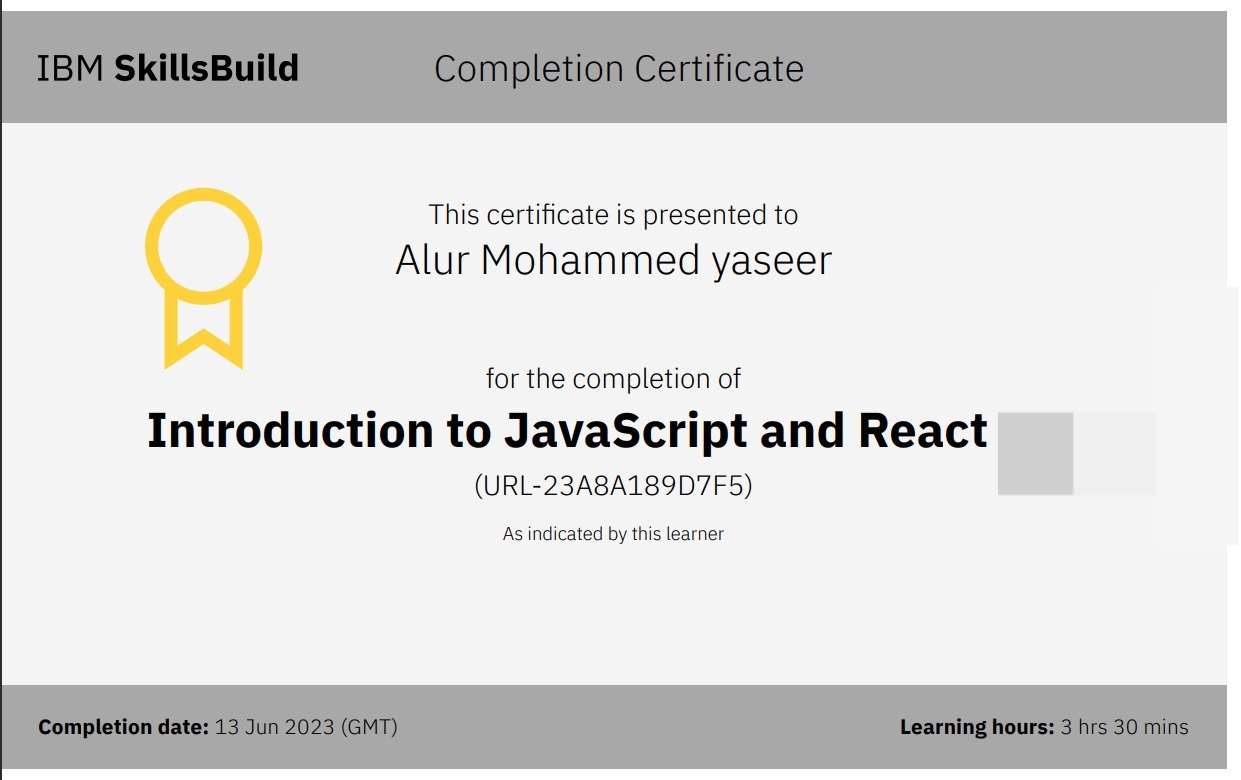 IBM SkillsBuild
Completion Certificate
This certificate is presented to
Alur Mohammed yaseer
for the completion of
Introduction to JavaScript and React
(URL-23A8A189D7F5)
As indicated by this learner
Completion date: 13 Jun 2023 (GMT)
Learning hours: 3 hrs 30 mins